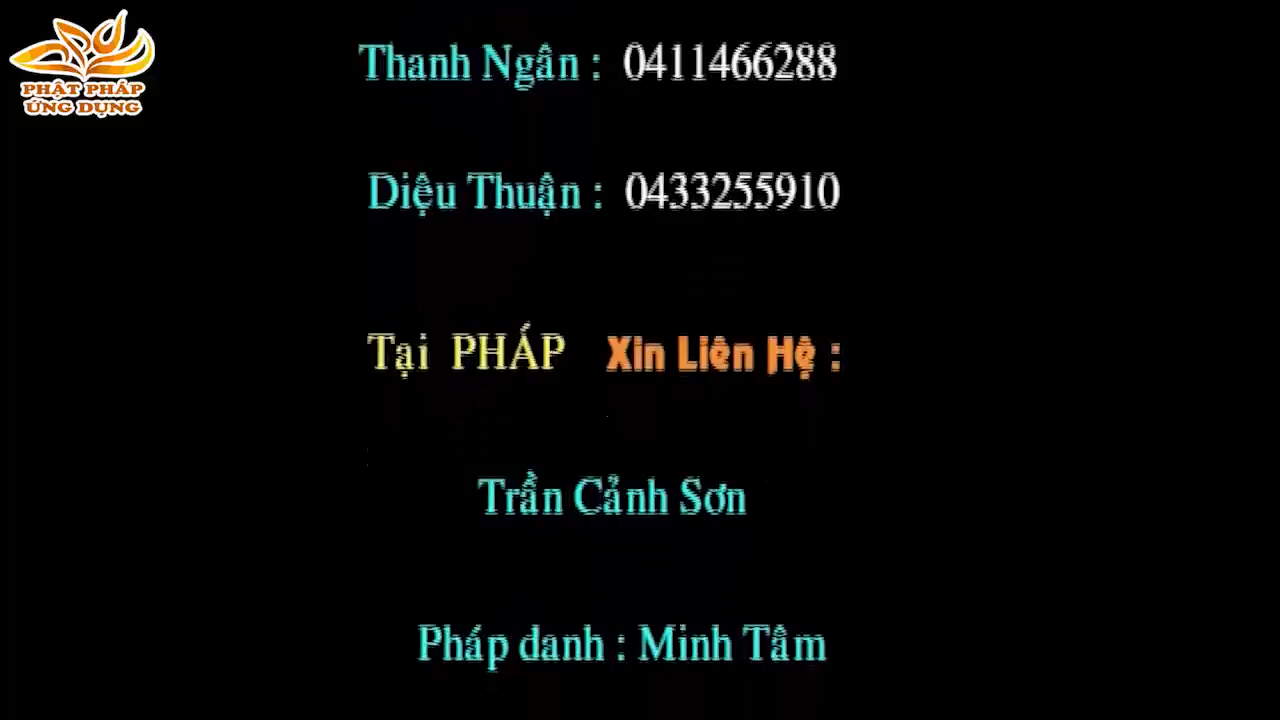 PHẬT PHÁP
ỨNG DỤNG
Thanh Ngân : 0411466288
Diệu Thuận : 0433255910
Tại PHÁP Xin Liên Hệ :
Trần Cảnh Sơn
Pháp danh : Minh Tâm